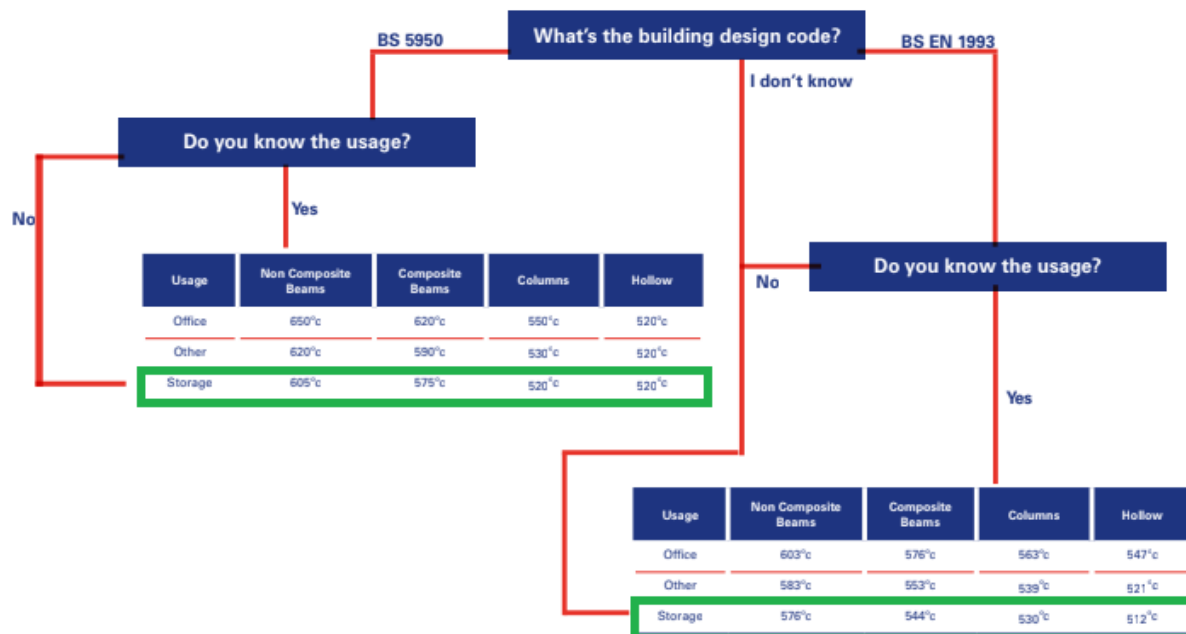 What's the building design code?
BS 5950
BS EN 1993
I don't know
Do you know the usage?
No
Yes
Usage Non Composite Beams Composite Beams Columns Hollow
Office 650°c 620°c 550°c 520°c
Other 620°c 590°c 530°c 520°c
Storage 605°c 575°c 520°c 520°c
Do you know the usage?
No
Yes
Usage Non Composite Beams Composite Beams Columns Hollow
Office 603°c 576°c 563°c 547°c
Other 583°c 553°c 539°c 521°c
Storage 576°c 544°c 530°c 512°c